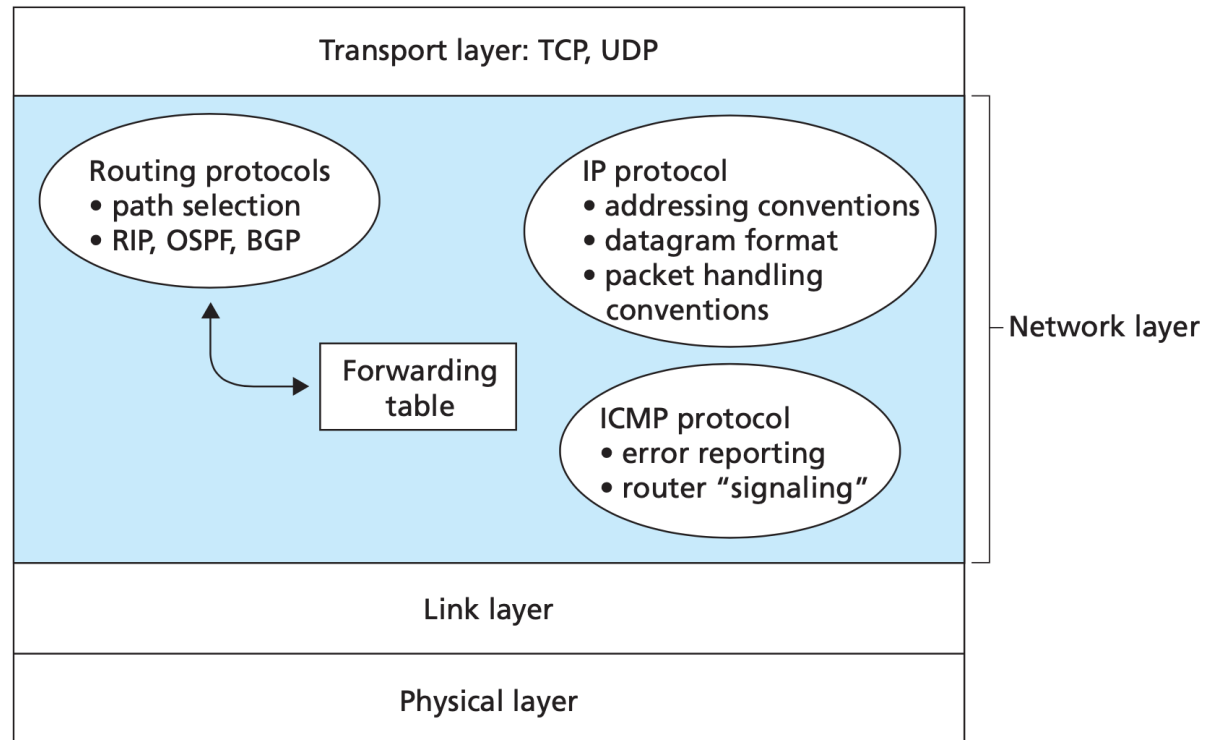 Transport layer: TCP, UDP
Routing protocols
• path selection
• RIP, OSPF, BGP
IP protocol
• addressing conventions
• datagram format
• packet handling
conventions
Network layer
Forwarding
table
ICMP protocol
• error reporting
• router “signaling”
Link layer
Physical layer